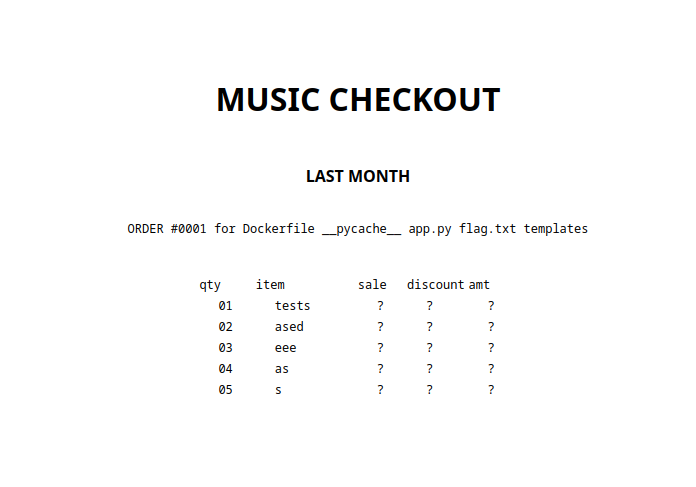 MUSIC CHECKOUT
LAST MONTH
ORDER #0001 for Dockerfile __pycache__ app.py flag.txt templates
qty item sale discount amt
01 tests ? ? ?
02 ased ? ? ?
03 eee ? ? ?
04 as ? ? ?
05 s ? ? ?